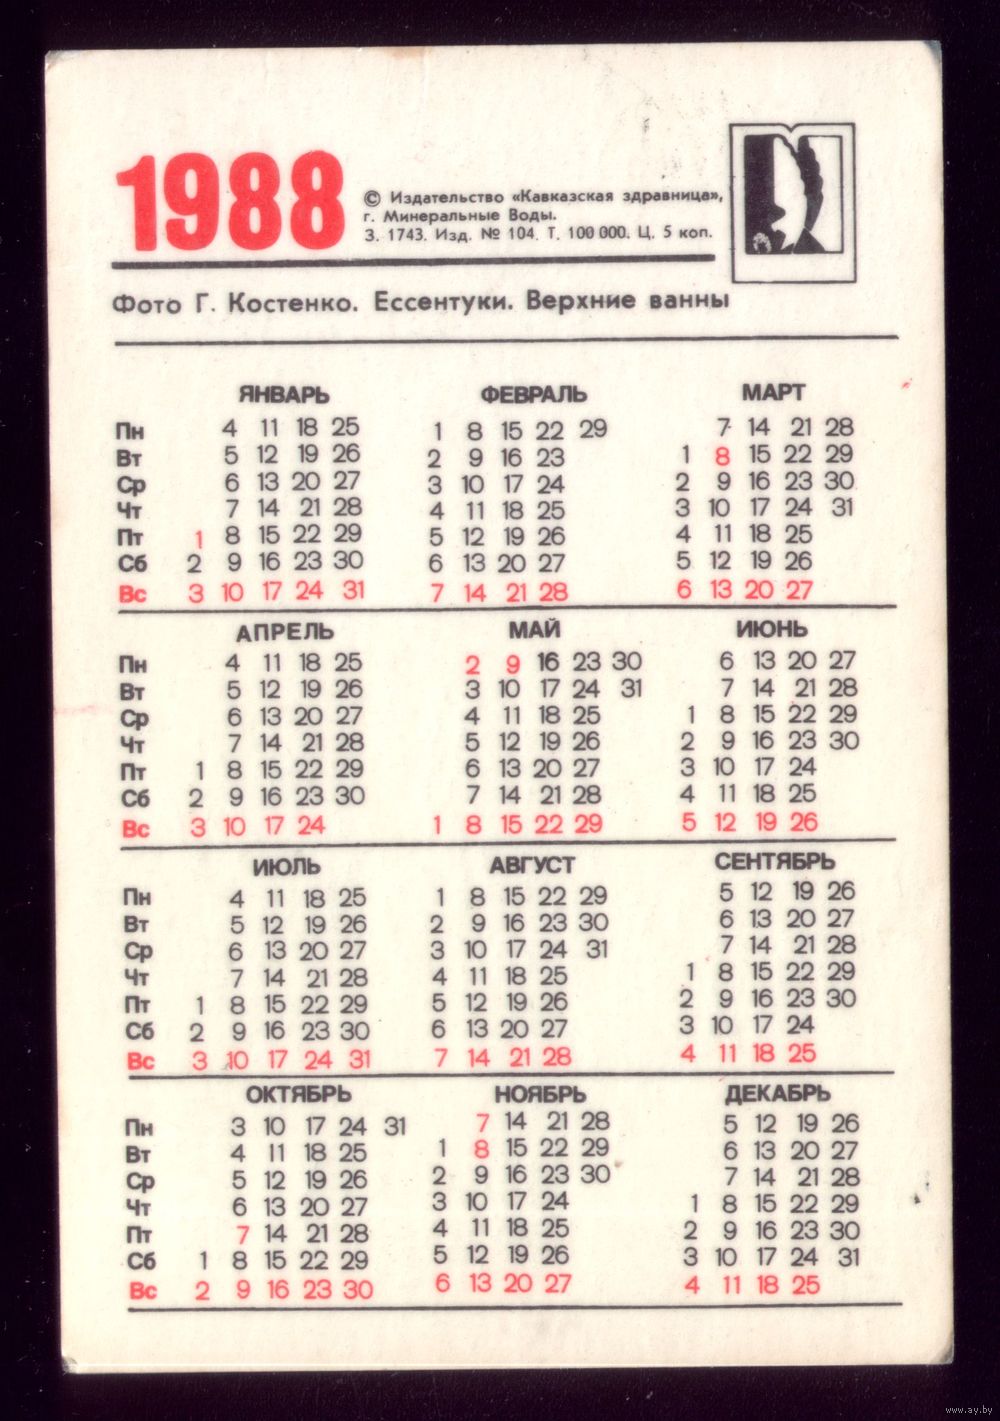 1988
© Издательство «Кавказская здравница»,
г. Минеральные Воды.
З. 1743. Изд. № 104. Т. 100 000. Ц. 5 коп.
Фото Г. Костенко. Ессентуки. Верхние ванны
ЯНВАРЬ ФЕВРАЛЬ МАРТ
Пн 4 11 18 25 1 8 15 22 29 7 14 21 28
Вт 5 12 19 26 2 9 16 23 1 8 15 22 29
Ср 6 13 20 27 3 10 17 24 2 9 16 23 30
Чт 7 14 21 28 4 11 18 25 3 10 17 24 31
Пт 1 8 15 22 29 5 12 19 26 4 11 18 25
Сб 2 9 16 23 30 6 13 20 27 5 12 19 26
Вс 3 10 17 24 31 7 14 21 28 6 13 20 27
АПРЕЛЬ МАЙ ИЮНЬ
Пн 4 11 18 25 2 9 16 23 30 6 13 20 27
Вт 5 12 19 26 3 10 17 24 31 7 14 21 28
Ср 6 13 20 27 4 11 18 25 1 8 15 22 29
Чт 7 14 21 28 5 12 19 26 2 9 16 23 30
Пт 1 8 15 22 29 6 13 20 27 3 10 17 24
Сб 2 9 16 23 30 7 14 21 28 4 11 18 25
Вс 3 10 17 24 1 8 15 22 29 5 12 19 26
ИЮЛЬ АВГУСТ СЕНТЯБРЬ
Пн 4 11 18 25 1 8 15 22 29 5 12 19 26
Вт 5 12 19 26 2 9 16 23 30 6 13 20 27
Ср 6 13 20 27 3 10 17 24 31 7 14 21 28
Чт 7 14 21 28 4 11 18 25 1 8 15 22 29
Пт 1 8 15 22 29 5 12 19 26 2 9 16 23 30
Сб 2 9 16 23 30 6 13 20 27 3 10 17 24
Вс 3 10 17 24 31 7 14 21 28 4 11 18 25
ОКТЯБРЬ НОЯБРЬ ДЕКАБРЬ
Пн 3 10 17 24 31 7 14 21 28 5 12 19 26
Вт 4 11 18 25 1 8 15 22 29 6 13 20 27
Ср 5 12 19 26 2 9 16 23 30 7 14 21 28
Чт 6 13 20 27 3 10 17 24 1 8 15 22 29
Пт 7 14 21 28 4 11 18 25 2 9 16 23 30
Сб 1 8 15 22 29 5 12 19 26 3 10 17 24 31
Вс 2 9 16 23 30 6 13 20 27 4 11 18 25
www.ay.by